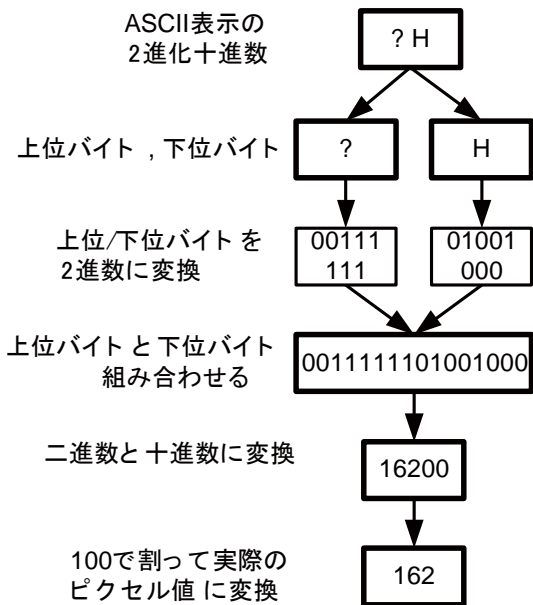 ASCII表示の
2進化十進数
? H
上位バイト , 下位バイト
?
H
上位/下位バイト を
2進数に変換
00111
111
01001
000
上位バイト と 下位バイト
組み合わせる
0011111101001000
二進数と 十進数に変換
16200
100で割って実際の
ピクセル値 に変換
162